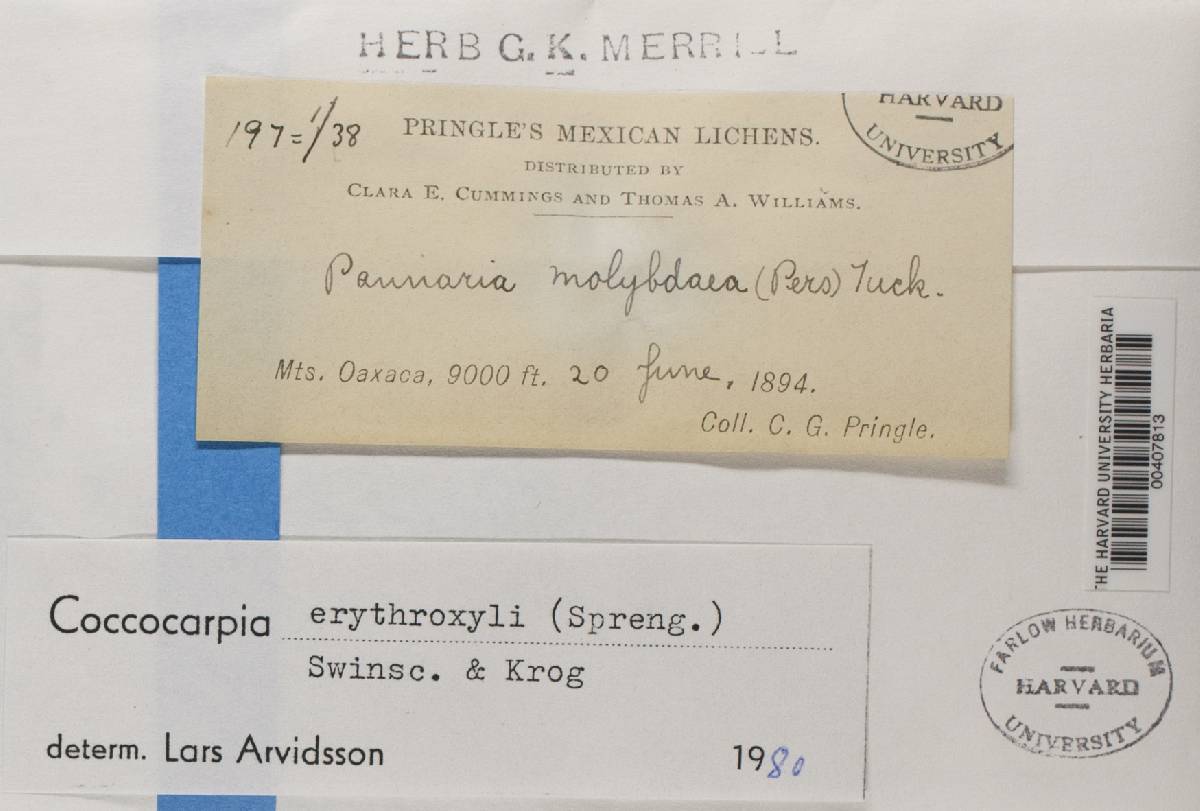 HERB G. K. MERRILL
197=1/38
PRINGLE'S MEXICAN LICHENS.
HARVARD
UNIVERSITY
DISTRIBUTED BY
CLARA E. CUMMINGS AND THOMAS A. WILLIAMS.
Pannaria molybdaea (Pers) Tuck.
Mts. Oaxaca, 9000 ft. 20 June, 1894.
Coll. C. G. Pringle.
THE HARVARD UNIVERSITY HERBARIA
00407813
Coccocarpia erythroxyli (Spreng.)
Swinsc. & Krog
determ. Lars Arvidsson 1980
FARLOW HERBARIUM
HARVARD
UNIVERSITY